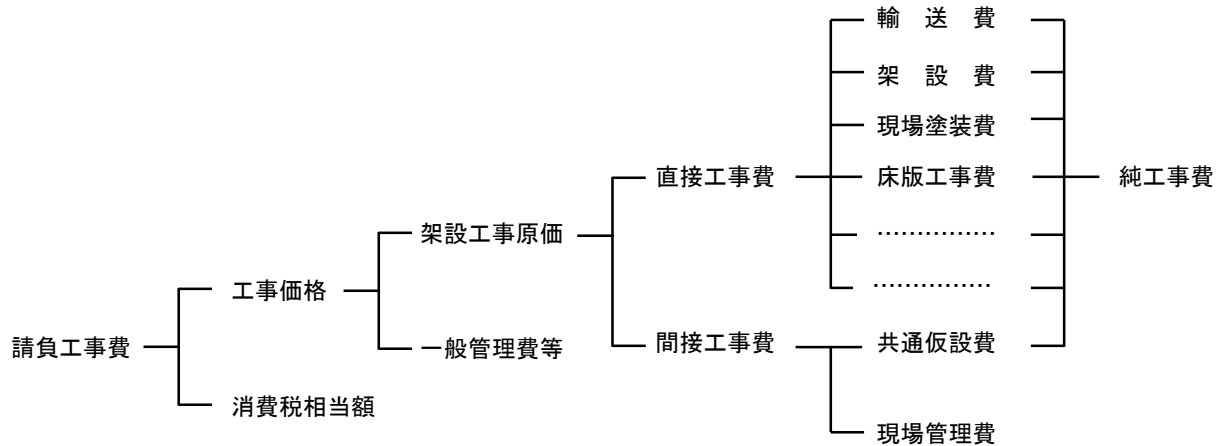 輸 送 費
架 設 費
現場塗装費
直接工事費
床版工事費
純工事費
架設工事原価
……………
工事価格
……………
請負工事費
一般管理費等
間接工事費
共通仮設費
消費税相当額
現場管理費